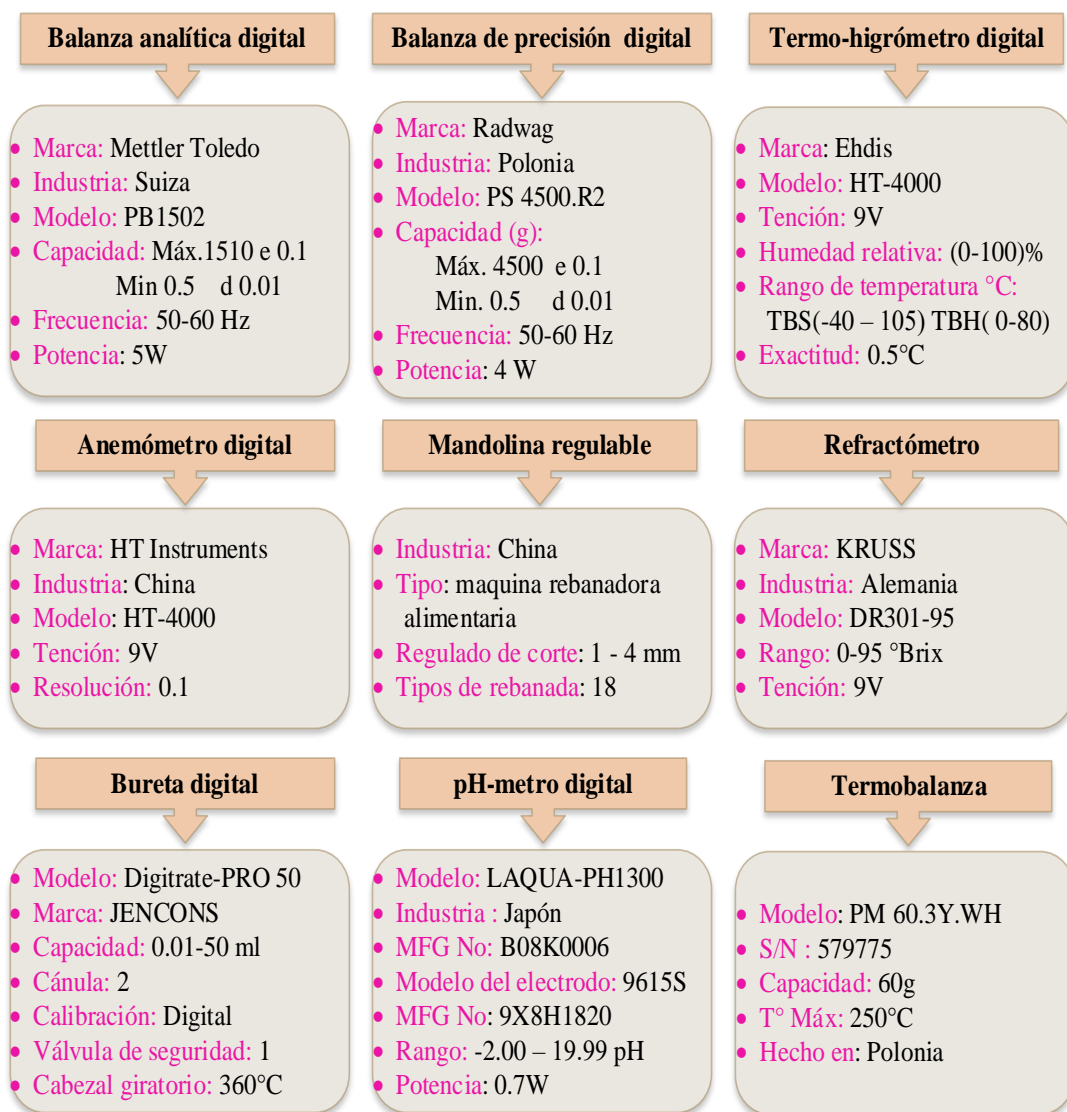 Balanza analítica digital
• Marca: Mettler Toledo
• Industria: Suiza
• Modelo: PB1502
• Capacidad: Máx.1510 e 0.1
Min 0.5 d 0.01
• Frecuencia: 50-60 Hz
• Potencia: 5W
Balanza de precisión digital
• Marca: Radwag
• Industria: Polonia
• Modelo: PS 4500.R2
• Capacidad (g):
Máx. 4500 e 0.1
Min. 0.5 d 0.01
• Frecuencia: 50-60 Hz
• Potencia: 4 W
Termo-higrómetro digital
• Marca: Ehdis
• Modelo: HT-4000
• Tención: 9V
• Humedad relativa: (0-100)%
• Rango de temperatura °C:
TBS(-40 – 105) TBH( 0-80)
• Exactitud: 0.5°C
Anemómetro digital
• Marca: HT Instruments
• Industria: China
• Modelo: HT-4000
• Tención: 9V
• Resolución: 0.1
Mandolina regulable
• Industria: China
• Tipo: maquina rebanadora
alimentaria
• Regulado de corte: 1 - 4 mm
• Tipos de rebanada: 18
Refractómetro
• Marca: KRUSS
• Industria: Alemania
• Modelo: DR301-95
• Rango: 0-95 °Brix
• Tención: 9V
Bureta digital
• Modelo: Digitrate-PRO 50
• Marca: JENCONS
• Capacidad: 0.01-50 ml
• Cánula: 2
• Calibración: Digital
• Válvula de seguridad: 1
• Cabezal giratorio: 360°C
pH-metro digital
• Modelo: LAQUA-PH1300
• Industria : Japón
• MFG No: B08K0006
• Modelo del electrodo: 9615S
• MFG No: 9X8H1820
• Rango: -2.00 – 19.99 pH
• Potencia: 0.7W
Termobalanza
• Modelo: PM 60.3Y.WH
• S/N : 579775
• Capacidad: 60g
• T° Máx: 250°C
• Hecho en: Polonia